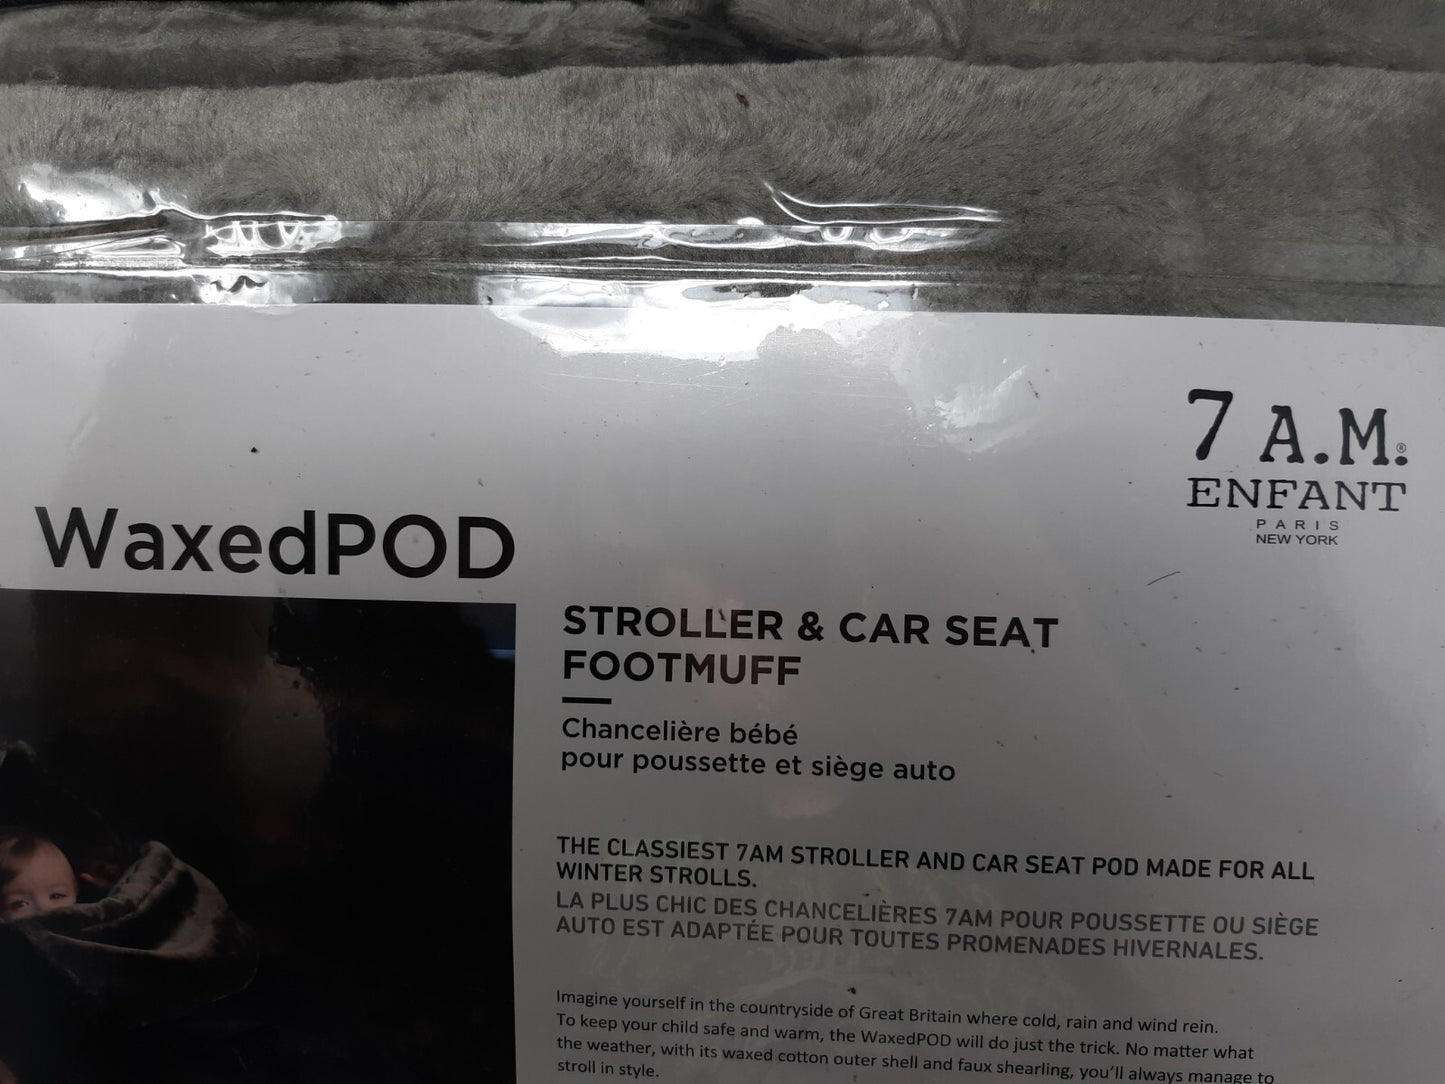 7 A.M.®
ENFANT
PARIS
NEW YORK
WaxedPOD
STROLLER & CAR SEAT
FOOTMUFF
Chancelière bébé
pour poussette et siège auto
THE CLASSIEST 7AM STROLLER AND CAR SEAT POD MADE FOR ALL
WINTER STROLLS.
LA PLUS CHIC DES CHANCELIÈRES 7AM POUR POUSSETTE OU SIÈGE
AUTO EST ADAPTÉE POUR TOUTES PROMENADES HIVERNALES.
Imagine yourself in the countryside of Great Britain where cold, rain and wind rein.
To keep your child safe and warm, the WaxedPOD will do just the trick. No matter what
the weather, with its waxed cotton outer shell and faux shearling, you'll always manage to
stroll in style.